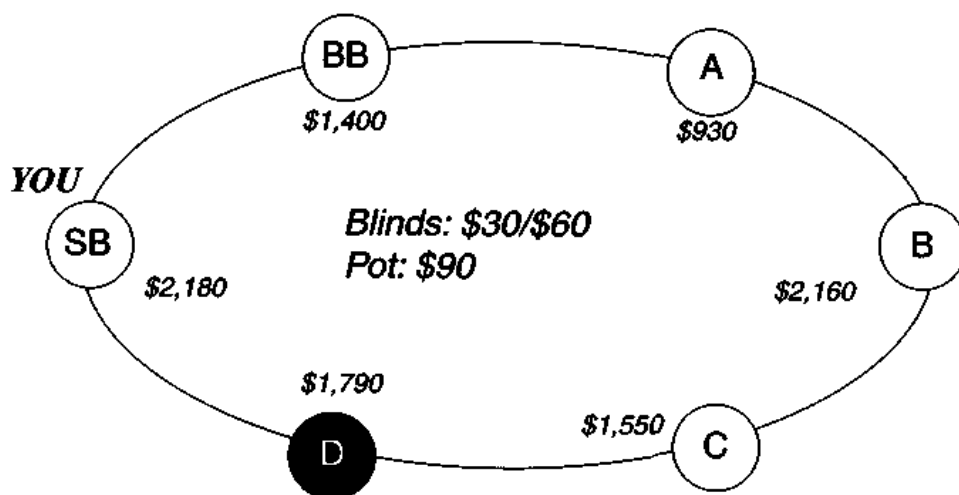 BB
A
$1,400
$930
YOU
SB
Blinds: $30/$60
Pot: $90
B
$2,180
$2,160
$1,790
$1,550
D
C